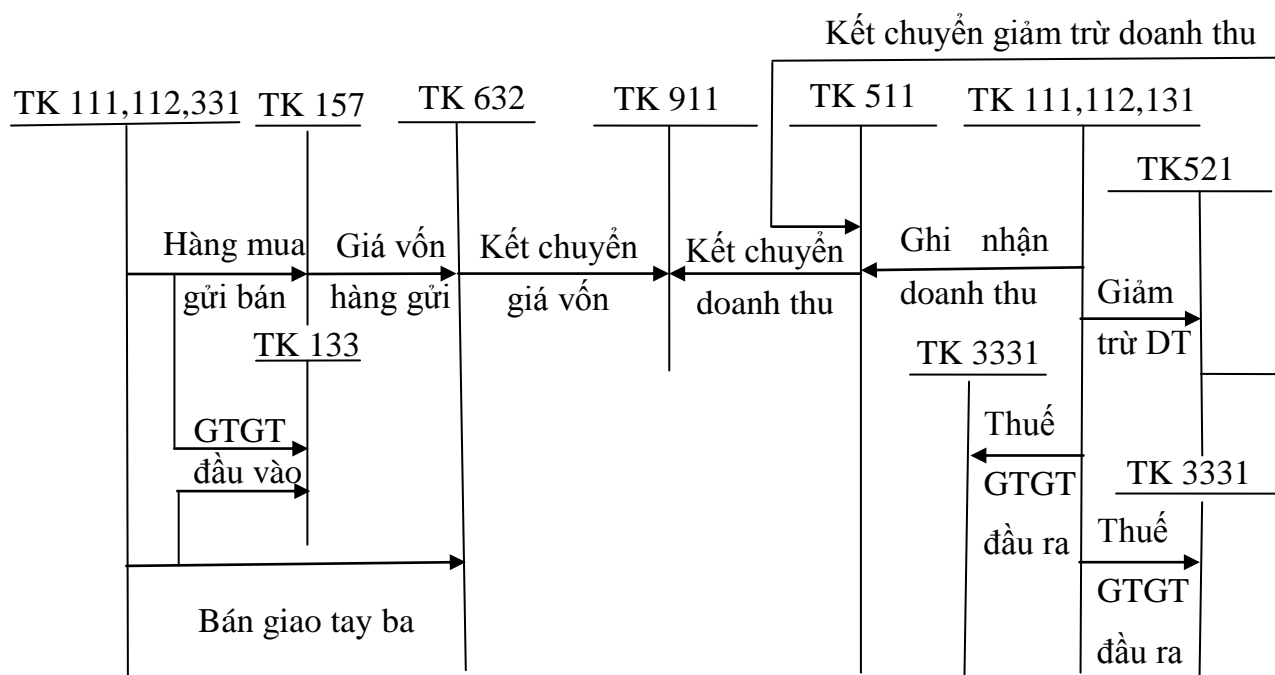 Kết chuyển giảm trừ doanh thu
TK 111,112,331
TK 157
TK 632
TK 911
TK 511
TK 111,112,131
TK521
Hàng mua
gửi bán
Giá vốn
hàng gửi
Kết chuyển
giá vốn
Kết chuyển
doanh thu
Ghi nhận
doanh thu
Giảm
trừ DT
TK 133
TK 3331
GTGT
đầu vào
Thuế
GTGT
đầu ra
TK 3331
Thuế
GTGT
đầu ra
Bán giao tay ba